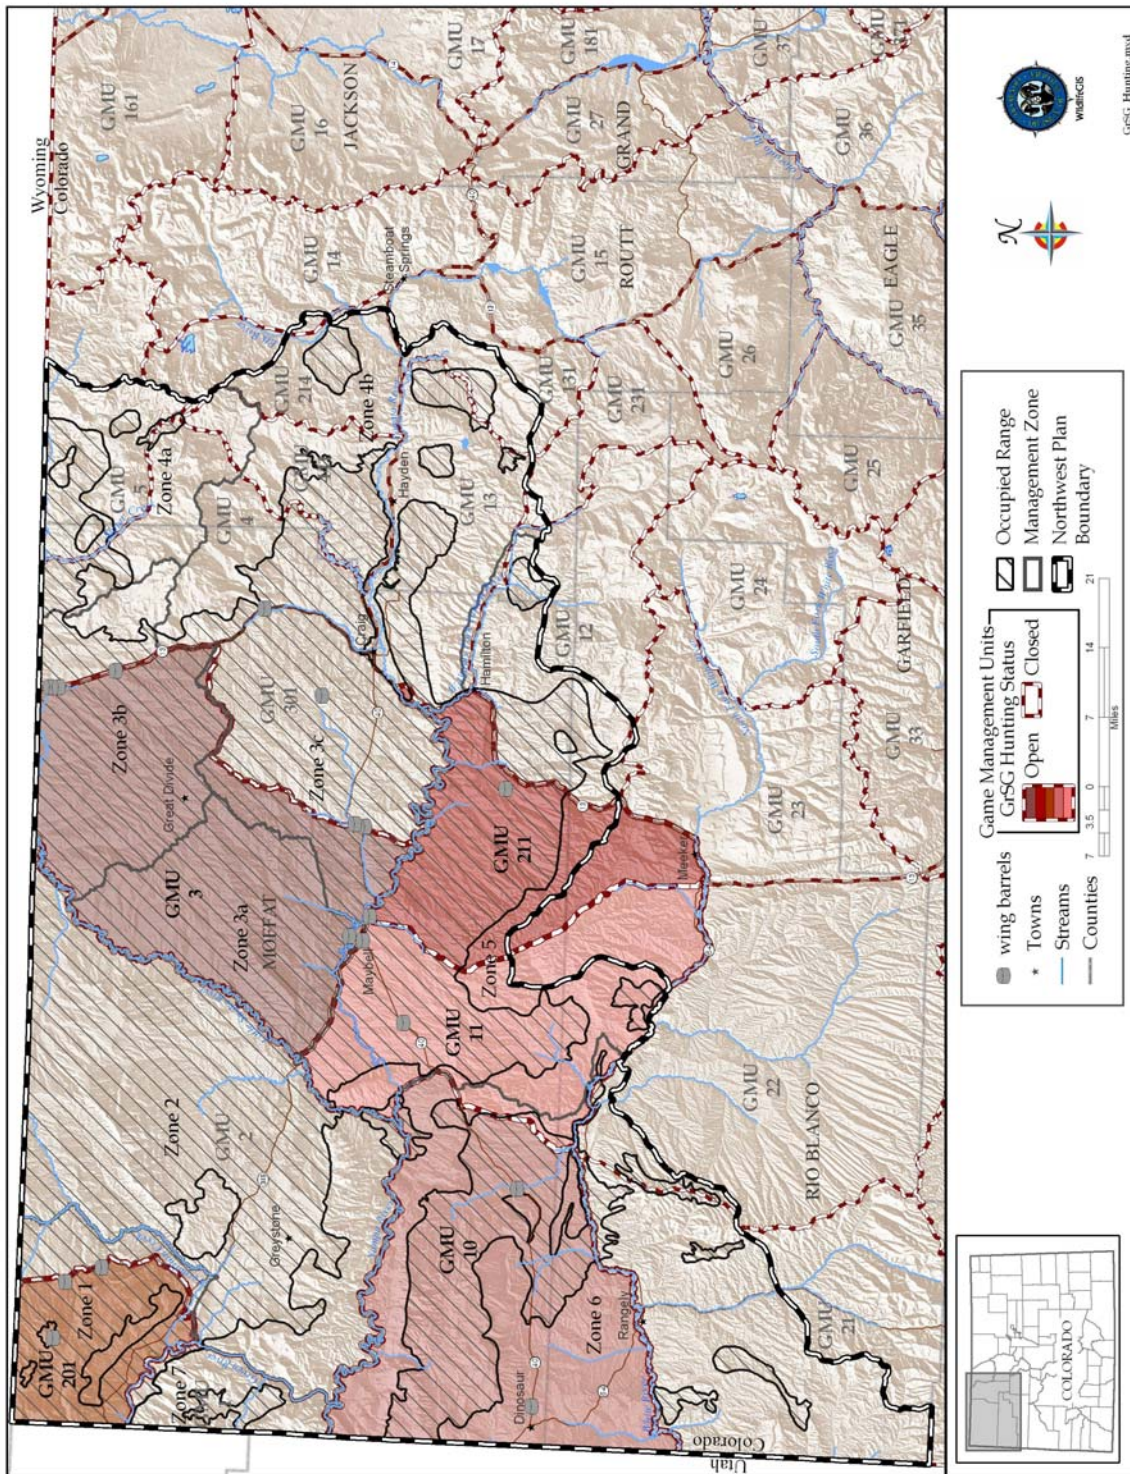 Wyoming
Colorado
GMU
161
GMU
16
JACKSON
GMU
17
GMU
181
GMU
27
GRAND
GMU
37
GMU
371
GMU
36
GMU
14
Steamboat
Springs
GMU
15
ROUTT
GMU
EAGLE
35
GMU
26
GMU
131
GMU
231
GMU
25
GMU
214
Zone 4b
Zone 4a
GMU
5
GMU
4
Hayden
GMU
13
GMU
12
Hamilton
Craig
GMU
24
GARFIELD
GMU
33
GMU
23
GMU
301
Zone 3c
Zone 3b
Great Divide
GMU
3
Zone 3a
MOFFAT
Maybell
GMU
211
Meeker
Zone 5
GMU
11
GMU
22
RIO BLANCO
Zone 2
GMU
2
Greystone
GMU
10
Zone 6
Rangely
Dinosaur
GMU
21
Zone 1
GMU
201
Zone
Utah
Colorado
N
WildlifeGIS
GrSG_Hunting.mxd
Game Management Units
GrSG Hunting Status
Open
Closed
wing barrels
Towns
Streams
Counties
Occupied Range
Management Zone
Northwest Plan
Boundary
7 3.5 0 7 14 21
Miles
COLORADO